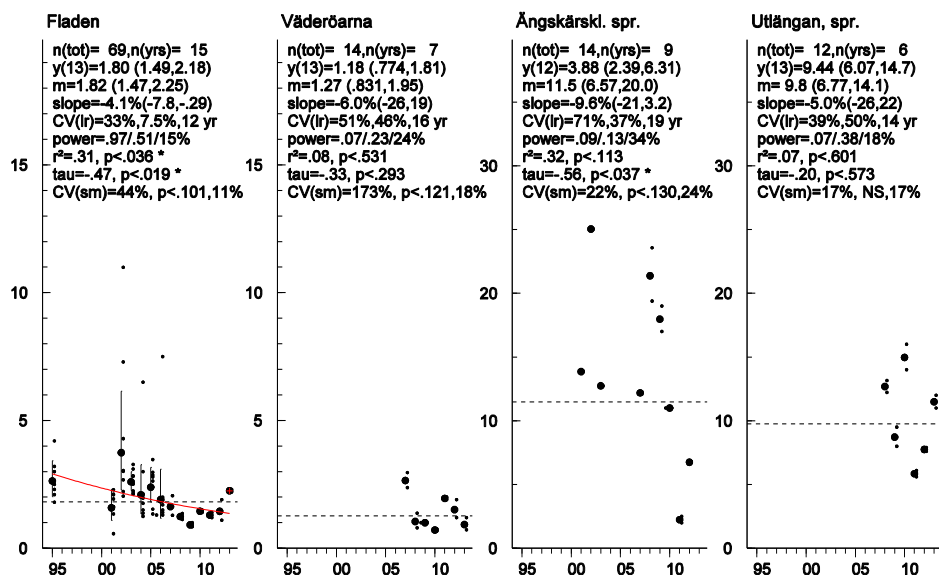 Fladen
n(tot)= 69,n(yrs)= 15
y(13)=1.80 (1.49,2.18)
m=1.82 (1.47,2.25)
slope=-4.1%(-7.8,-.29)
CV(lr)=33%,7.5%,12 yr
power=.97/.51/15%
r²=.31, p<.036 *
tau=-.47, p<.019 *
CV(sm)=44%, p<.101,11%
15
10
5
0
95 00 05 10
Väderöarna
n(tot)= 14,n(yrs)= 7
y(13)=1.18 (.774,1.81)
m=1.27 (.831,1.95)
slope=-6.0%(-26,19)
CV(lr)=51%,46%,16 yr
power=.07/.23/24%
r²=.08, p<.531
tau=-.33, p<.293
CV(sm)=173%, p<.121,18%
15
10
5
0
95 00 05 10
Ängskärskl. spr.
n(tot)= 14,n(yrs)= 9
y(12)=3.88 (2.39,6.31)
m=11.5 (6.57,20.0)
slope=-9.6%(-21,3.2)
CV(lr)=71%,37%,19 yr
power=.09/.13/34%
r²=.32, p<.113
tau=-.56, p<.037 *
CV(sm)=22%, p<.130,24%
30
20
10
0
95 00 05 10
Utlängan, spr.
n(tot)= 12,n(yrs)= 6
y(13)=9.44 (6.07,14.7)
m= 9.8 (6.77,14.1)
slope=-5.0%(-26,22)
CV(lr)=39%,50%,14 yr
power=.07/.38/18%
r²=.07, p<.601
tau=-.20, p<.573
CV(sm)=17%, NS,17%
30
20
10
0
95 00 05 10